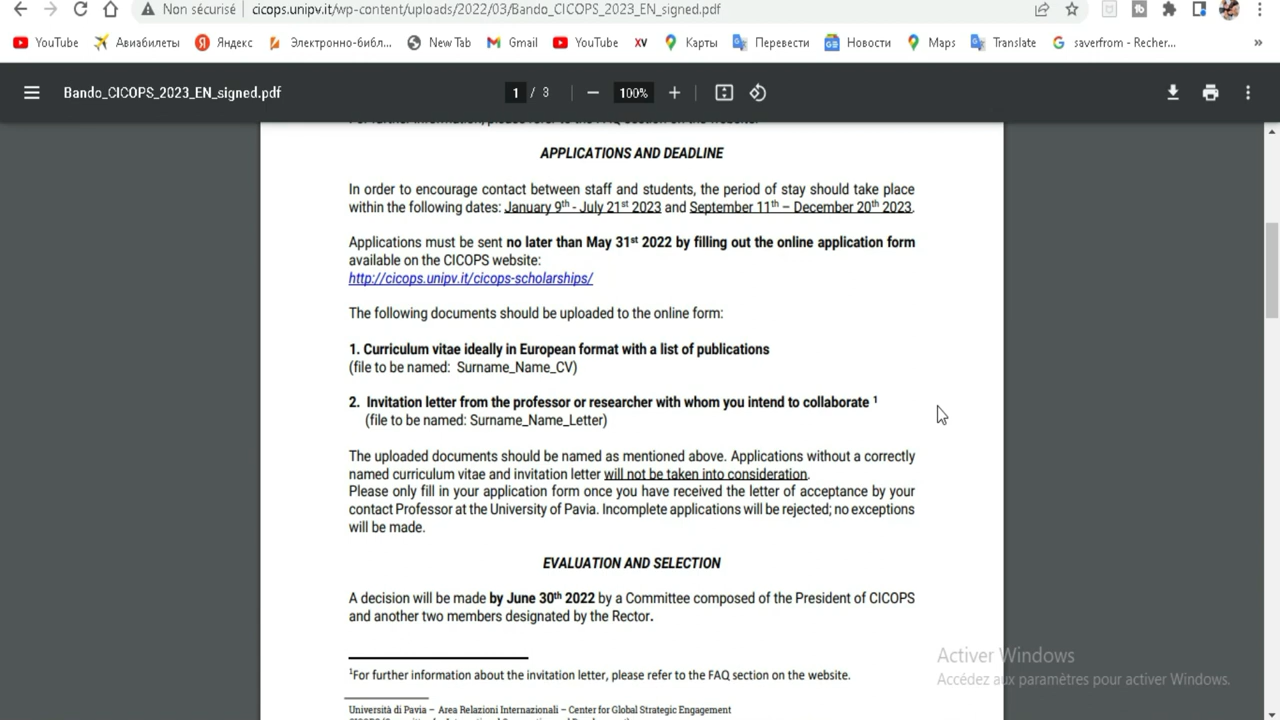 Non sécurisé | cicops.unipv.it/wp-content/uploads/2022/03/Bando_CICOPS_2023_EN_signed.pdf
YouTube Авиабилеты Яндекс Электронно-библ... New Tab Gmail YouTube XV Карты Перевести Новости Maps Translate saverfrom - Recher... »
Bando_CICOPS_2023_EN_signed.pdf 1 / 3 — 100% +
APPLICATIONS AND DEADLINE
In order to encourage contact between staff and students, the period of stay should take place
within the following dates: January 9th - July 21st 2023 and September 11th – December 20th 2023.
Applications must be sent no later than May 31st 2022 by filling out the online application form
available on the CICOPS website:
http://cicops.unipv.it/cicops-scholarships/
The following documents should be uploaded to the online form:
1. Curriculum vitae ideally in European format with a list of publications
(file to be named: Surname_Name_CV)
2. Invitation letter from the professor or researcher with whom you intend to collaborate 1
(file to be named: Surname_Name_Letter)
The uploaded documents should be named as mentioned above. Applications without a correctly
named curriculum vitae and invitation letter will not be taken into consideration.
Please only fill in your application form once you have received the letter of acceptance by your
contact Professor at the University of Pavia. Incomplete applications will be rejected; no exceptions
will be made.
EVALUATION AND SELECTION
A decision will be made by June 30th 2022 by a Committee composed of the President of CICOPS
and another two members designated by the Rector.
Activer Windows
Accédez aux paramètres pour activer Windows.
1For further information about the invitation letter, please refer to the FAQ section on the website.
Università di Pavia – Area Relazioni Internazionali – Center for Global Strategic Engagement